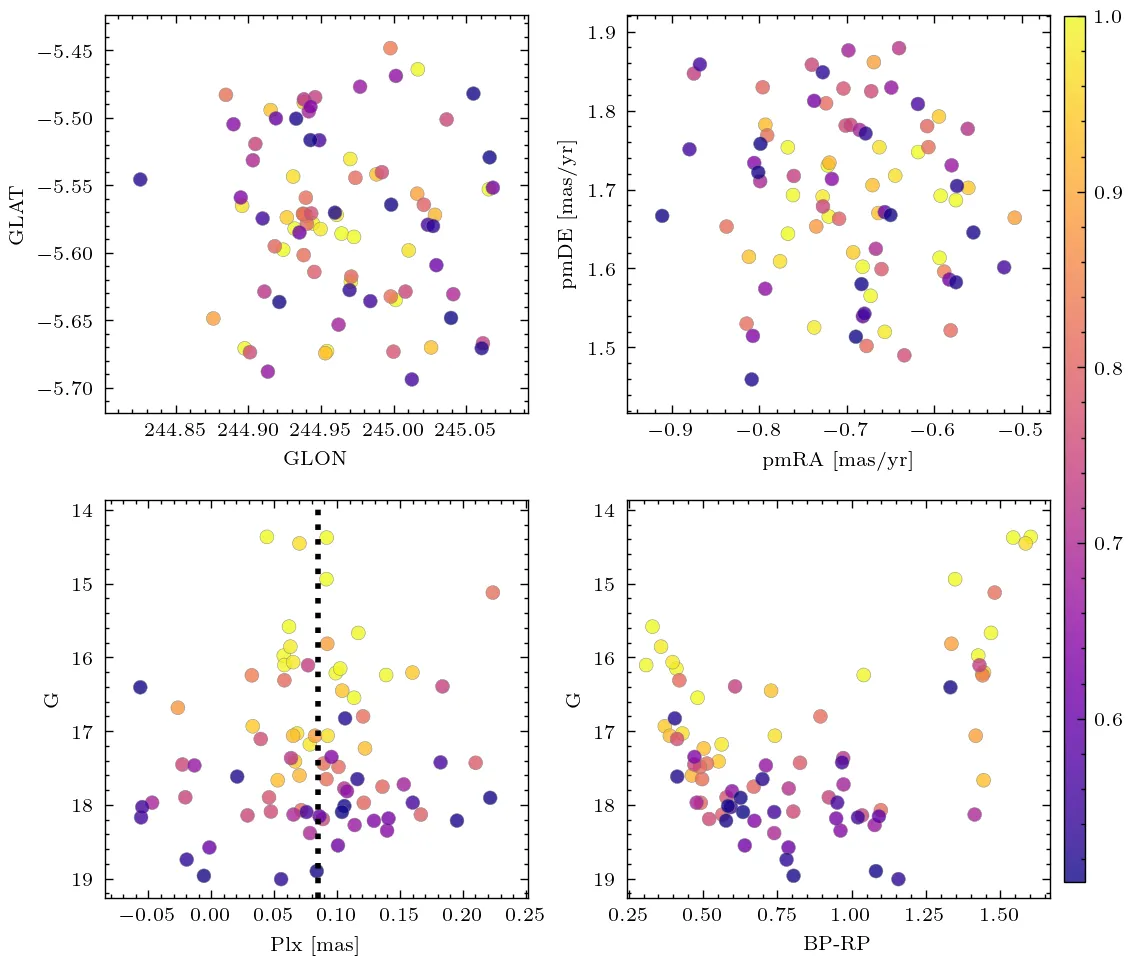 −5.45
−5.50
−5.55
−5.60
−5.65
−5.70
GLAT
244.85 244.90 244.95 245.00 245.05
GLON
1.9
1.8
1.7
1.6
1.5
pmDE [mas/yr]
−0.9 −0.8 −0.7 −0.6 −0.5
pmRA [mas/yr]
1.0
0.9
0.8
0.7
0.6
14
15
16
17
18
19
G
−0.05 0.00 0.05 0.10 0.15 0.20 0.25
Plx [mas]
14
15
16
17
18
19
G
0.25 0.50 0.75 1.00 1.25 1.50
BP-RP